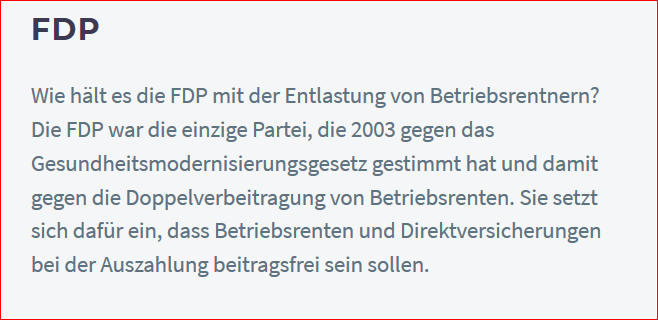 FDP
Wie hält es die FDP mit der Entlastung von Betriebsrentnern?
Die FDP war die einzige Partei, die 2003 gegen das
Gesundheitsmodernisierungsgesetz gestimmt hat und damit
gegen die Doppelverbeitragung von Betriebsrenten. Sie setzt
sich dafür ein, dass Betriebsrenten und Direktversicherungen
bei der Auszahlung beitragsfrei sein sollen.